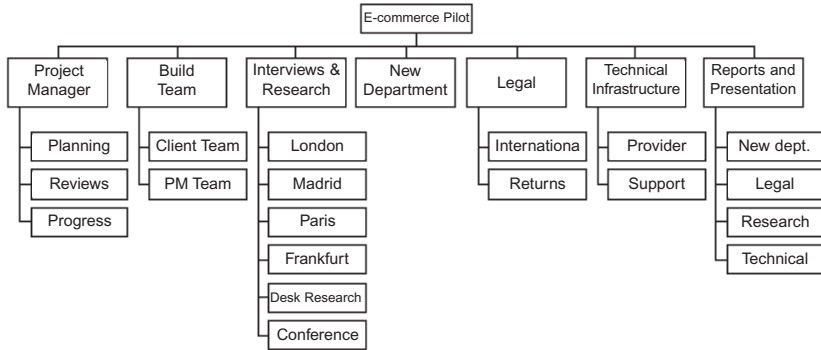 E-commerce Pilot
Project
Manager
Build
Team
Interviews &
Research
New
Department
Legal
Technical
Infrastructure
Reports and
Presentation
Planning
Reviews
Progress
Client Team
PM Team
London
Madrid
Paris
Frankfurt
Desk Research
Conference
Internationa
Returns
Provider
Support
New dept.
Legal
Research
Technical